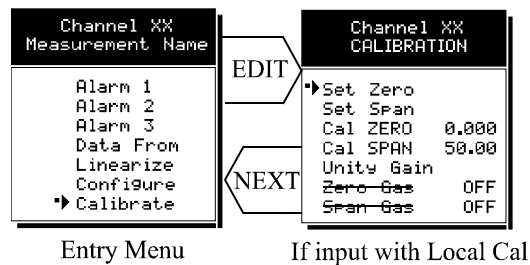 Channel XX
Measurement Name
Alarm 1
Alarm 2
Alarm 3
Data From
Linearize
Configure
Calibrate
Entry Menu
EDIT
NEXT
Channel XX
CALIBRATION
Set Zero
Set Span
Cal ZERO 0.000
Cal SPAN 50.00
Unity Gain
Zero Gas OFF
Span Gas OFF
If input with Local Cal